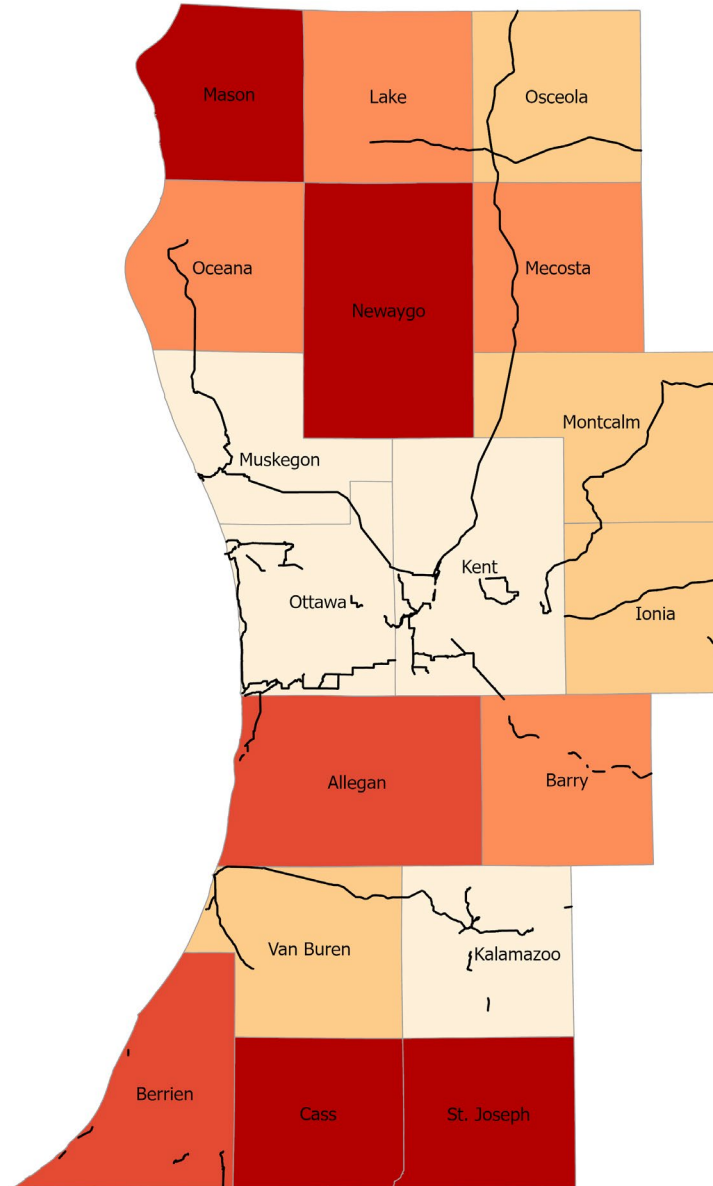 Mason
Lake
Osceola
Oceana
Mecosta
Newaygo
Montcalm
Muskegon
Kent
Ottawa
Ionia
Allegan
Barry
Van Buren
Kalamazoo
Berrien
Cass
St. Joseph